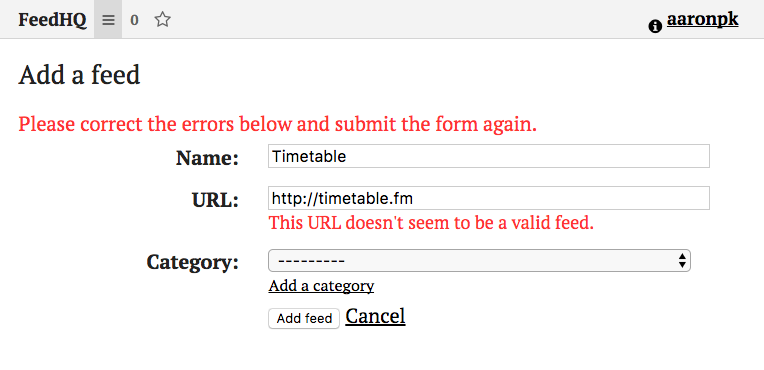 FeedHQ ≡ 0 ☆ aaronpk
Add a feed
Please correct the errors below and submit the form again.
Name: Timetable
URL: http://timetable.fm
This URL doesn't seem to be a valid feed.
Category: ---------
Add a category
Add feed Cancel